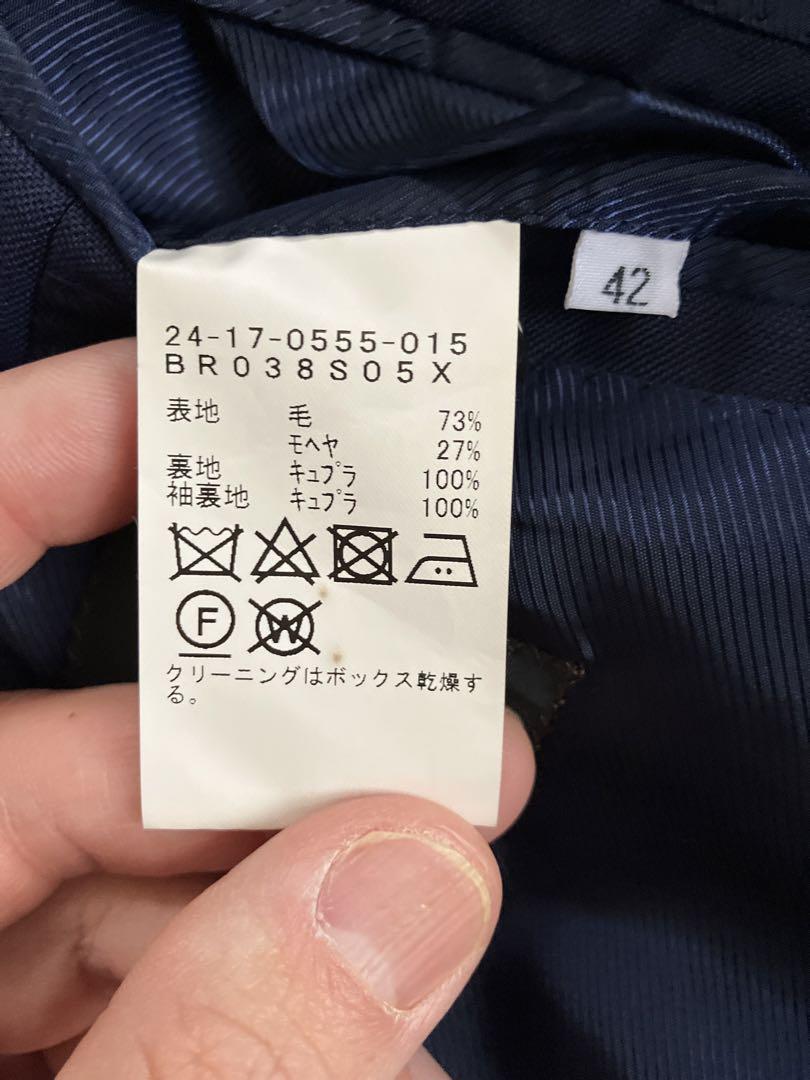 24-17-0555-015
BR038S05X
表地 毛 73%
モヘヤ 27%
裏地 キュプラ 100%
袖裏地 キュプラ 100%
F
W
クリーニングはボックス乾燥す
る。
42